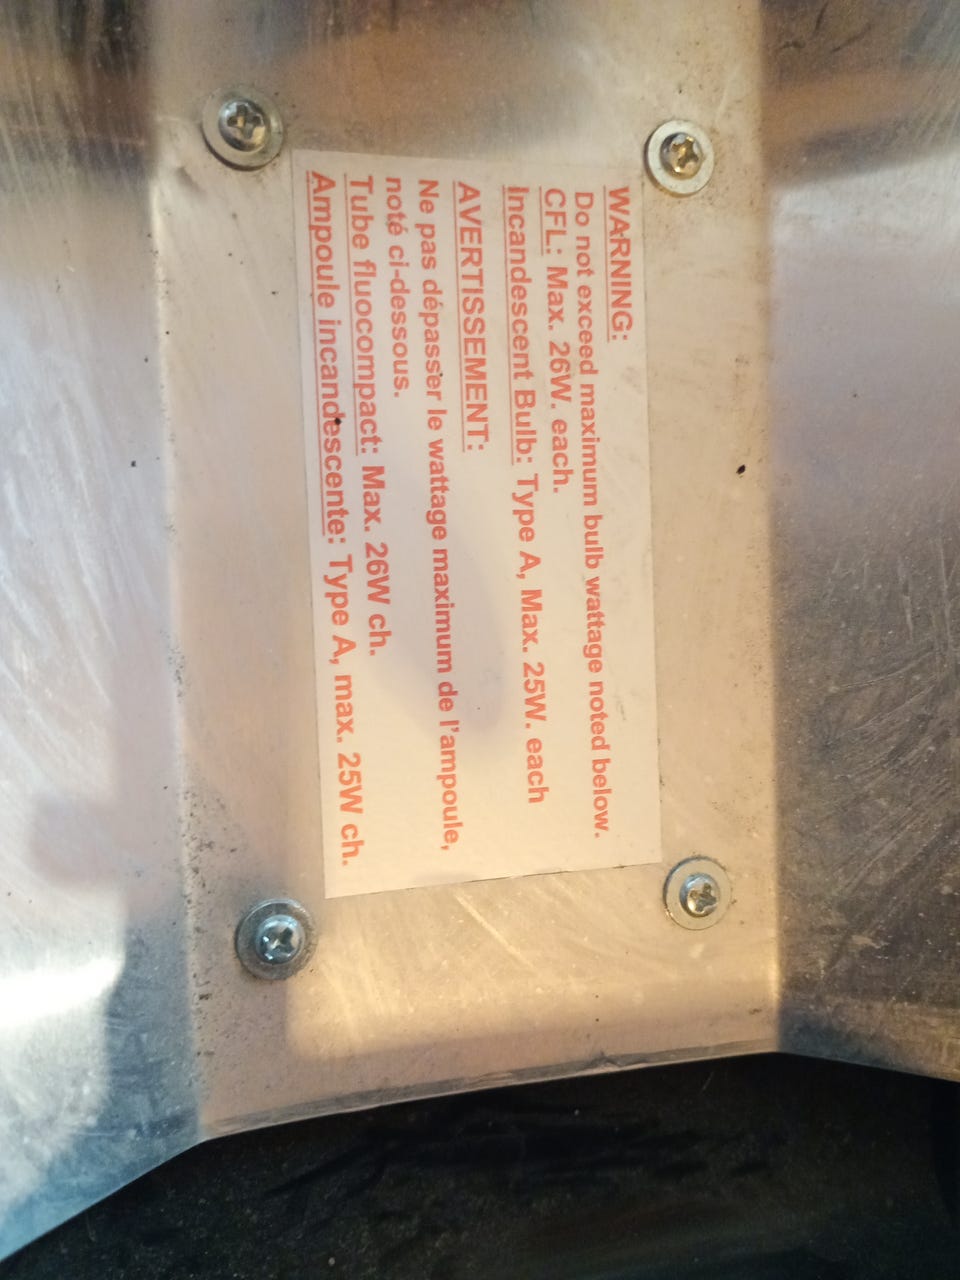 WARNING:
Do not exceed maximum bulb wattage noted below.
CFL: Max. 26W. each.
Incandescent Bulb: Type A, Max. 25W. each
AVERTISSEMENT:
Ne pas dépasser le wattage maximum de l'ampoule,
noté ci-dessous.
Tube fluocompact: Max. 26W ch.
Ampoule incandescente: Type A, max. 25W ch.